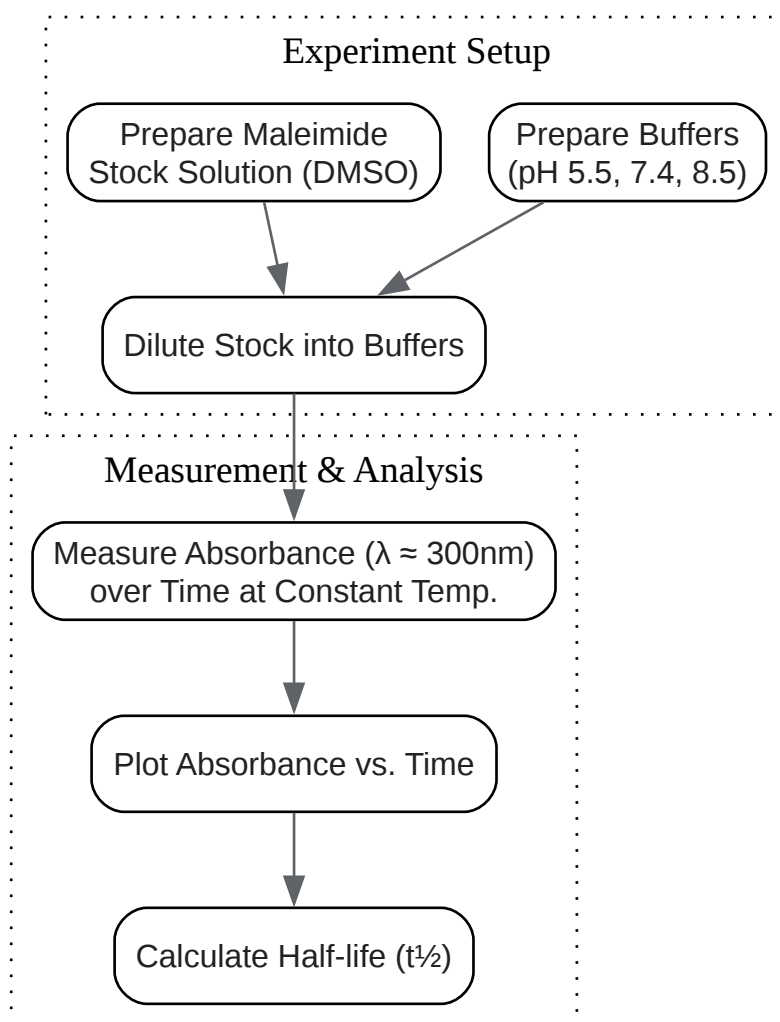 Experiment Setup
Prepare Maleimide
Stock Solution (DMSO)
Prepare Buffers
(pH 5.5, 7.4, 8.5)
Dilute Stock into Buffers
Measurement & Analysis
Measure Absorbance (λ ≈ 300nm)
over Time at Constant Temp.
Plot Absorbance vs. Time
Calculate Half-life (t½)